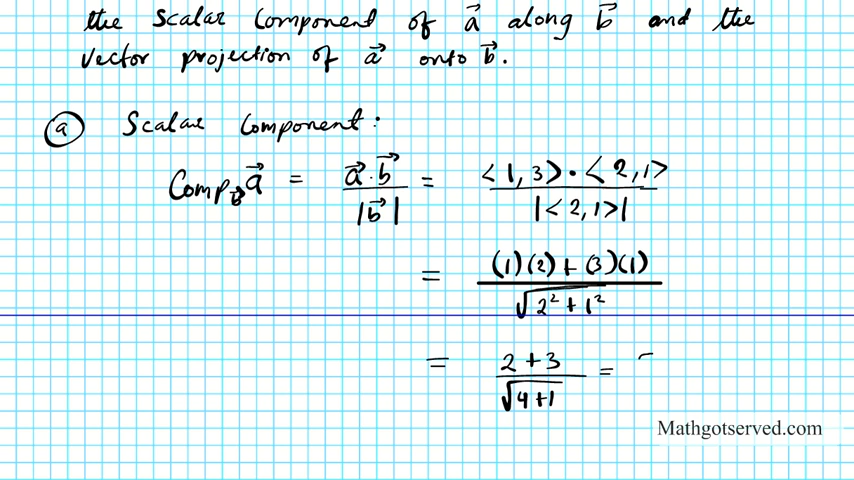 the scalar component of a⃗ along b⃗ and the
vector projection of a⃗ onto b⃗.
(a) Scalar component:
Comp_b⃗ a⃗ = a⃗·b⃗ / |b⃗| = <1,3>·<2,1> / |<2,1>|
= (1)(2)+(3)(1) / √(2²+1²)
= 2+3 / √(4+1) =
Mathgotserved.com